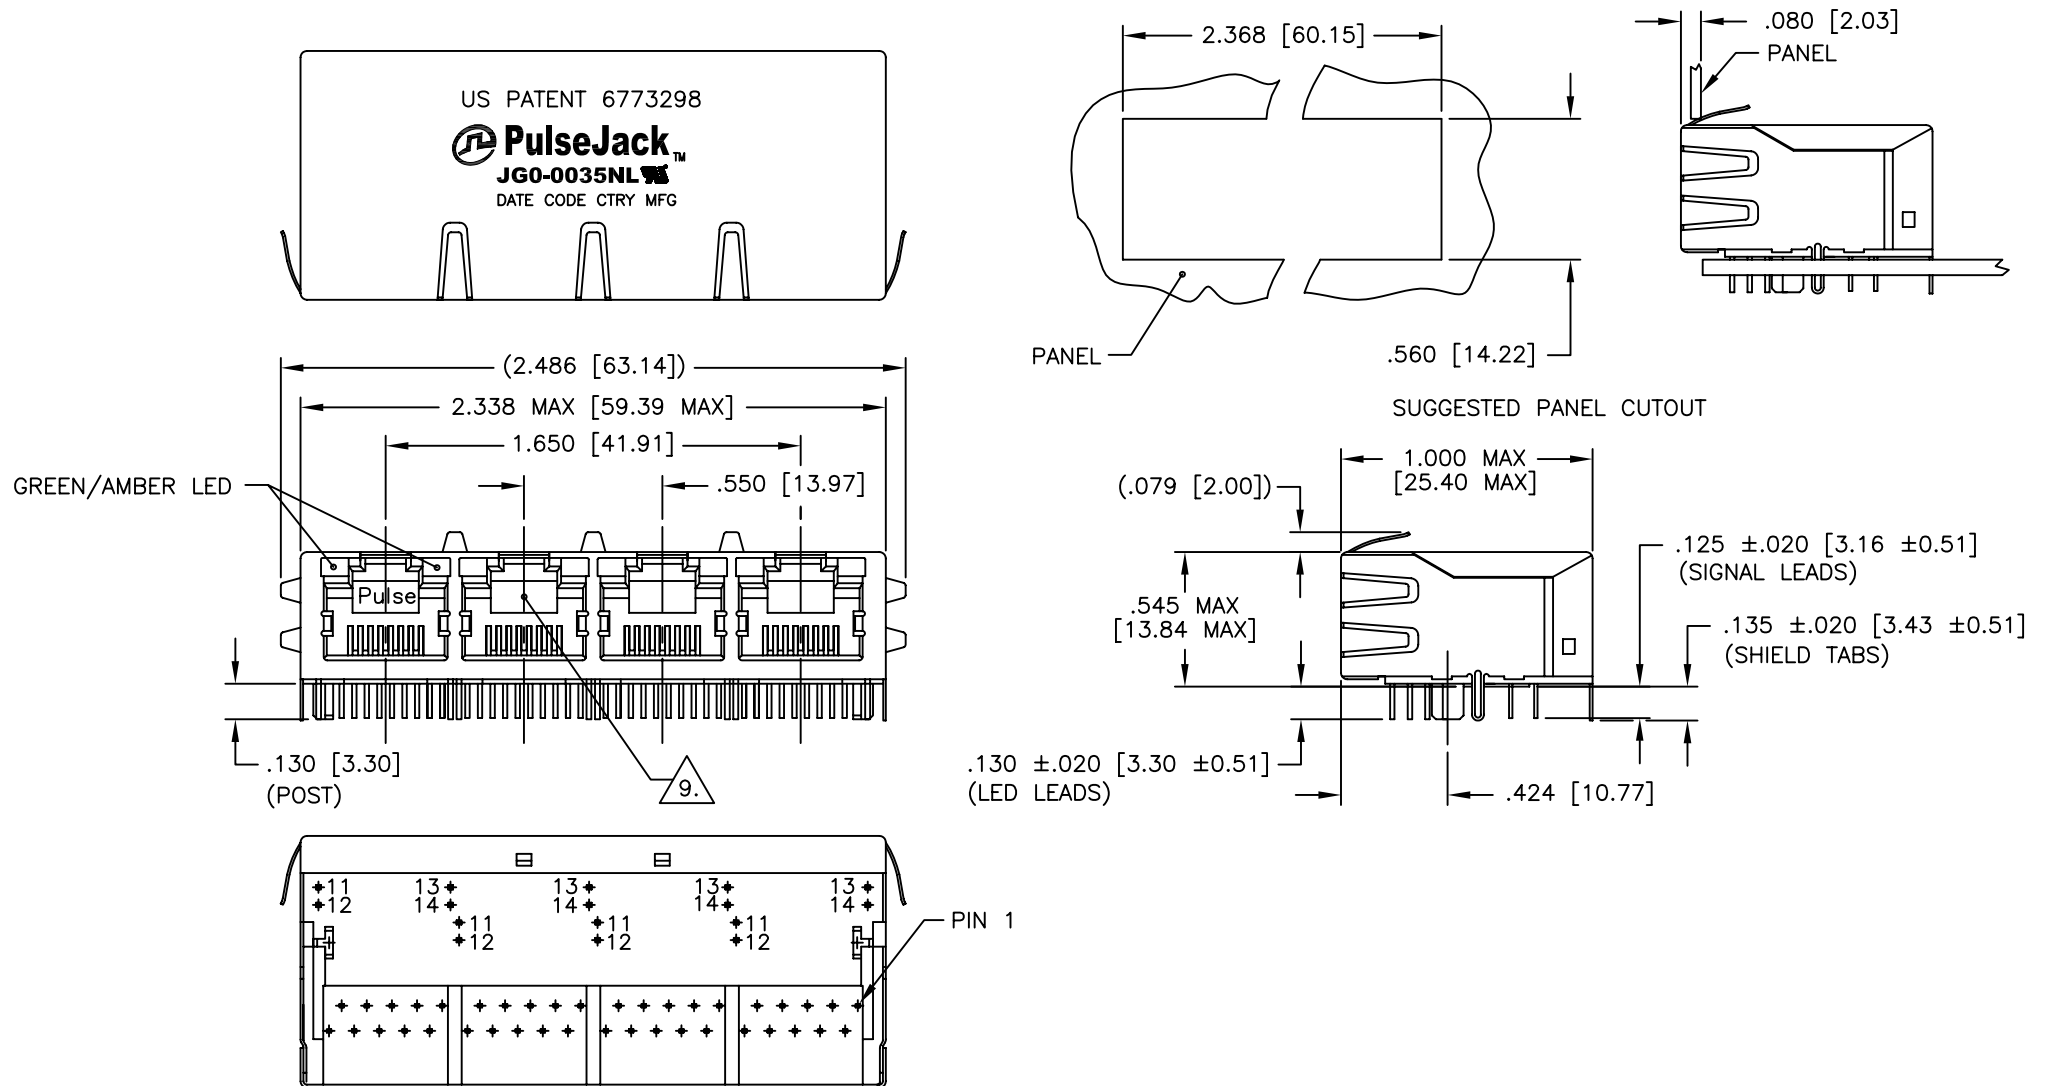 US PATENT 6773298
PulseJack™
JG0-0035NL
DATE CODE CTRY MFG
2.368 [60.15]
.560 [14.22]
PANEL
SUGGESTED PANEL CUTOUT
.080 [2.03]
PANEL
(2.486 [63.14])
2.338 MAX [59.39 MAX]
1.650 [41.91]
.550 [13.97]
GREEN/AMBER LED
Pulse
.130 [3.30]
(POST)
9.
1.000 MAX
[25.40 MAX]
(.079 [2.00])
.545 MAX
[13.84 MAX]
.125 ±.020 [3.16 ±0.51]
(SIGNAL LEADS)
.135 ±.020 [3.43 ±0.51]
(SHIELD TABS)
.130 ±.020 [3.30 ±0.51]
(LED LEADS)
.424 [10.77]
11 13 13 13 13
12 14 14 14 14
11 11 11
12 12 12
PIN 1